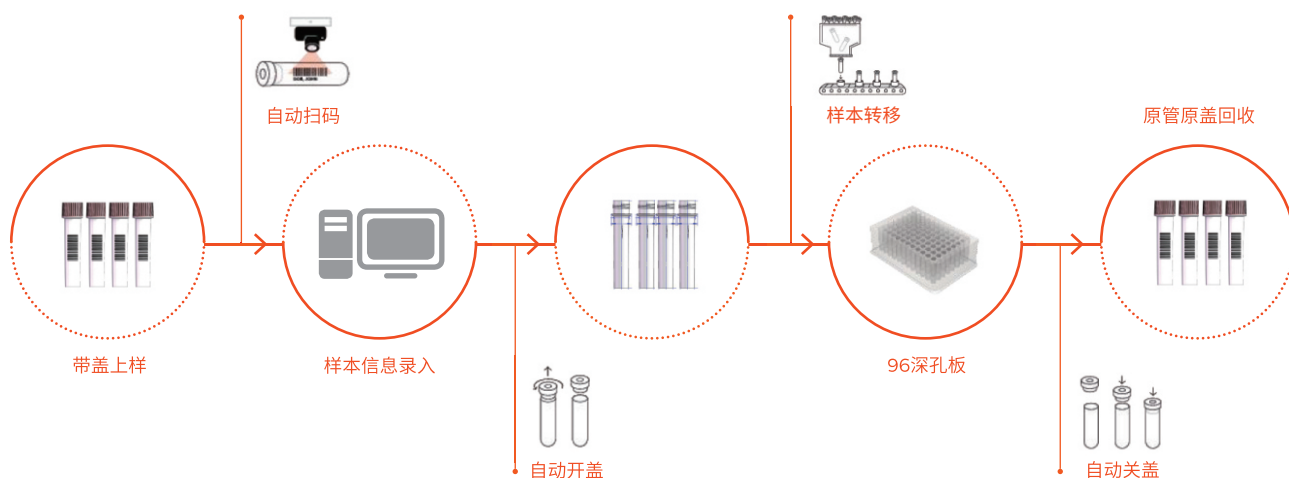 自动扫码
样本转移
原管原盖回收
带盖上样
样本信息录入
96深孔板
自动开盖
自动关盖